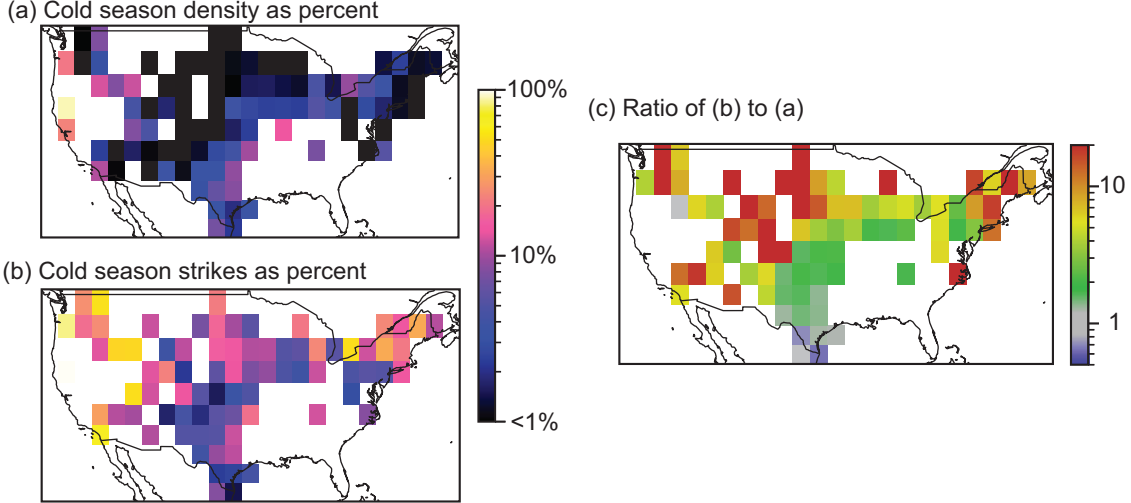 (a) Cold season density as percent
100%
10%
<1%
(b) Cold season strikes as percent
(c) Ratio of (b) to (a)
10
1